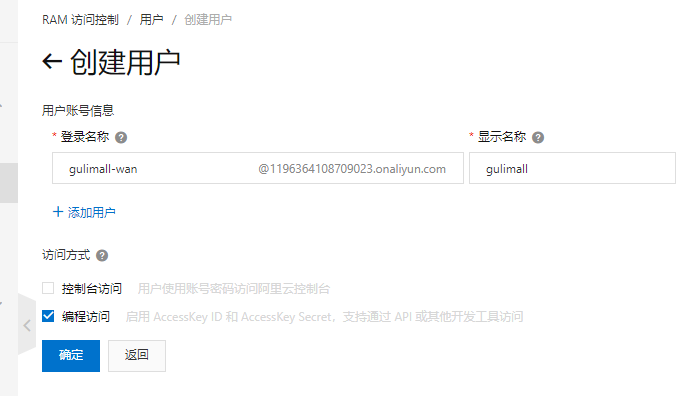 RAM 访问控制 / 用户 / 创建用户
← 创建用户
用户账号信息
* 登录名称 ? * 显示名称 ?
gulimall-wan @1196364108709023.onaliyun.com gulimall
+ 添加用户
访问方式 ?
控制台访问 用户使用账号密码访问阿里云控制台
编程访问 启用 AccessKey ID 和 AccessKey Secret，支持通过 API 或其他开发工具访问
确定 返回